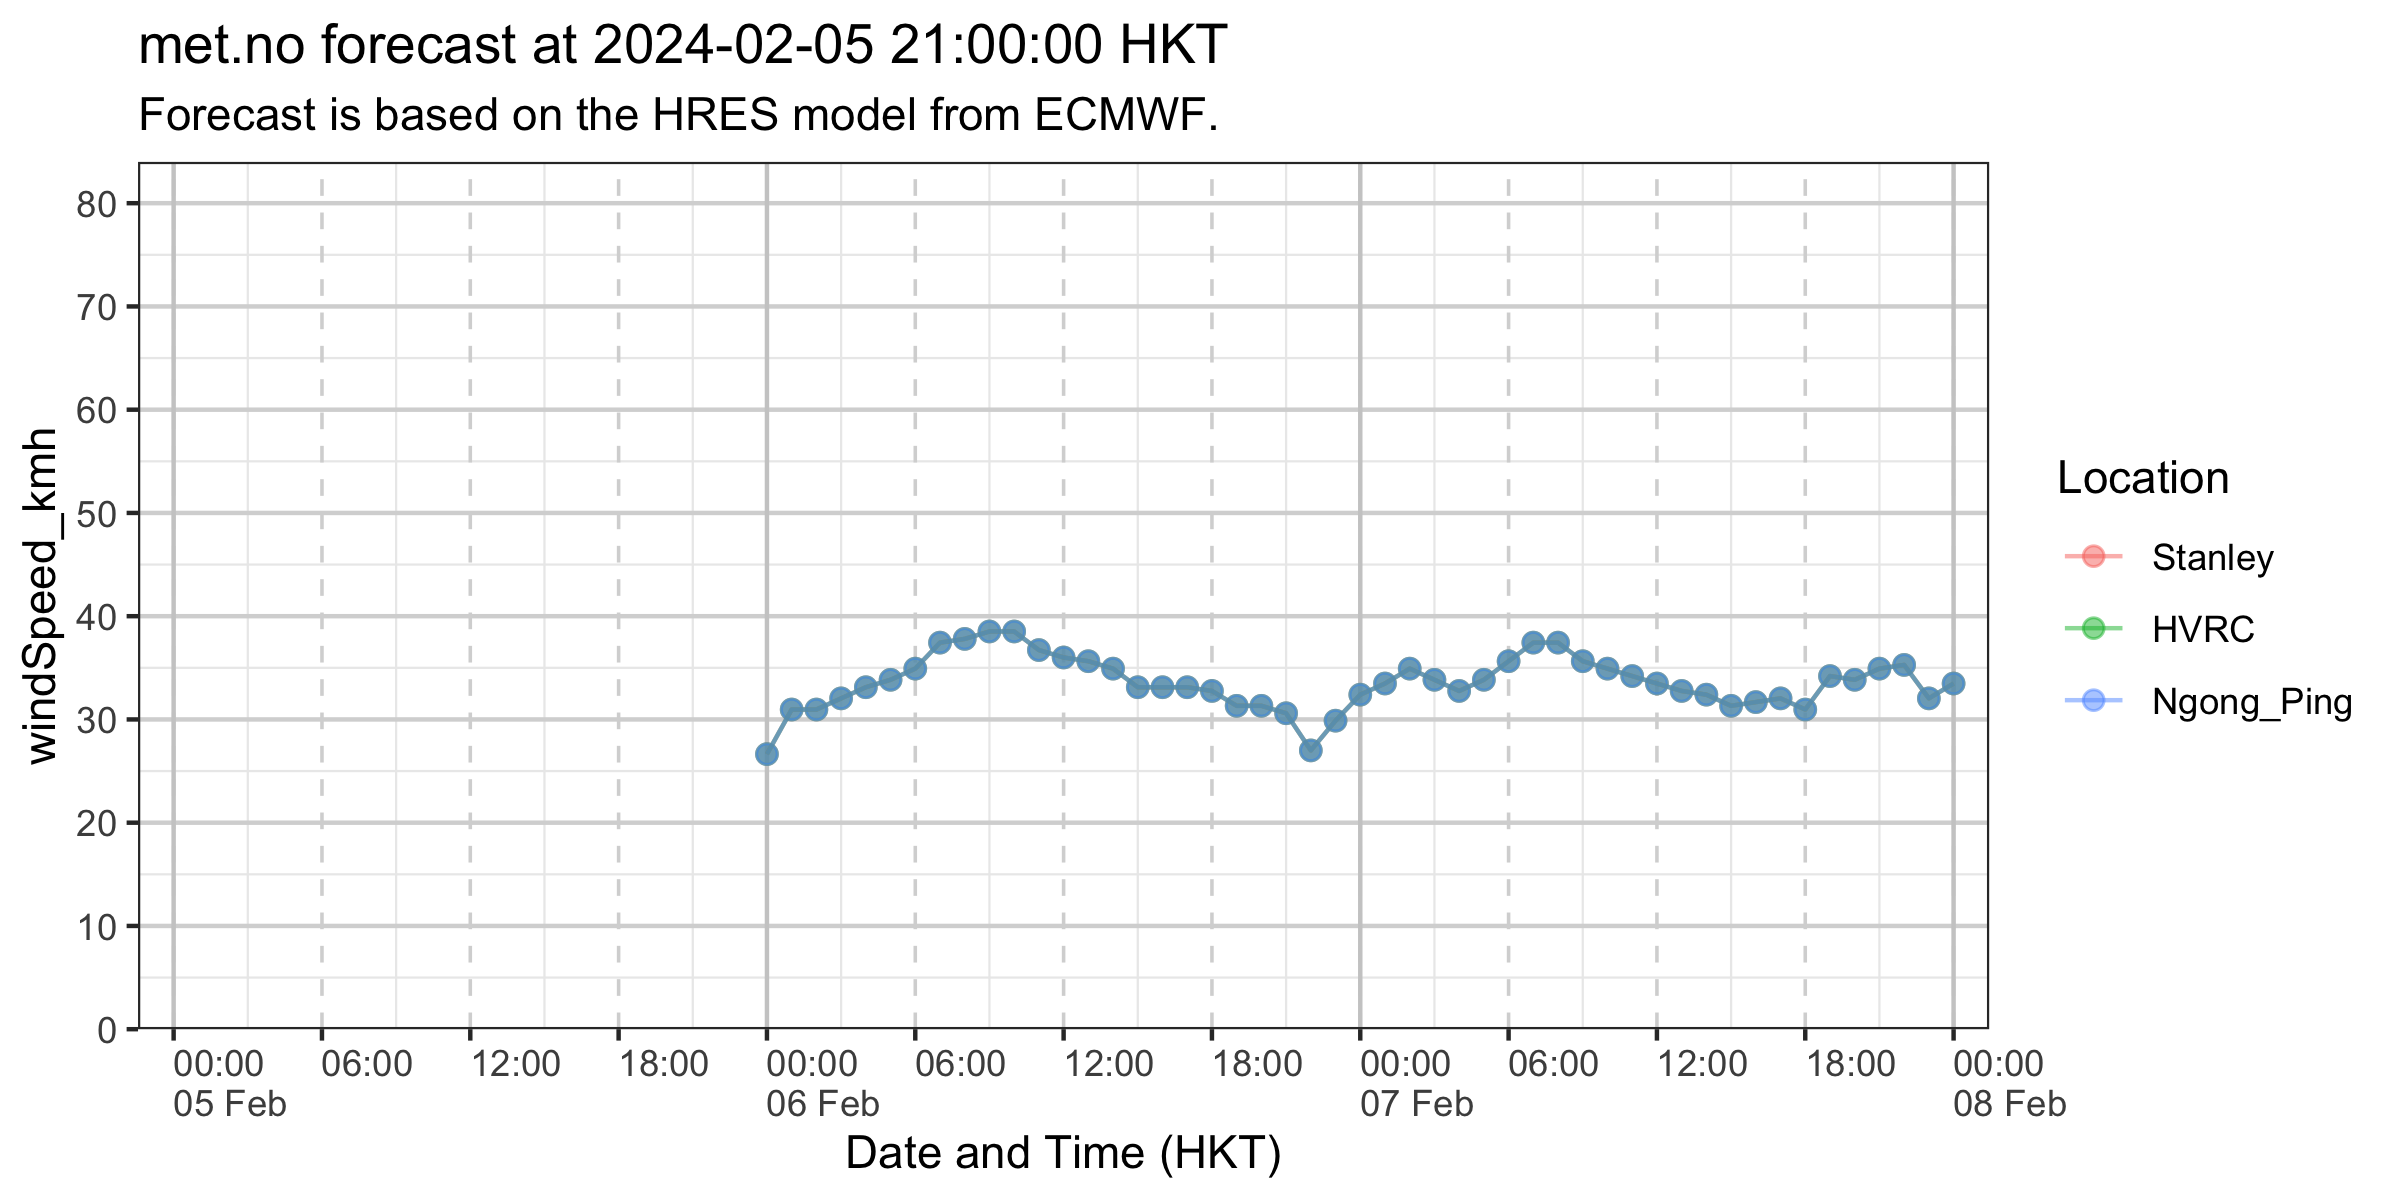 met.no forecast at 2024-02-05 21:00:00 HKT
Forecast is based on the HRES model from ECMWF.
windSpeed_kmh
80
70
60
50
40
30
20
10
0
00:00 06:00 12:00 18:00 00:00 06:00 12:00 18:00 00:00 06:00 12:00 18:00 00:00
05 Feb 06 Feb 07 Feb 08 Feb
Date and Time (HKT)
Location
Stanley
HVRC
Ngong_Ping